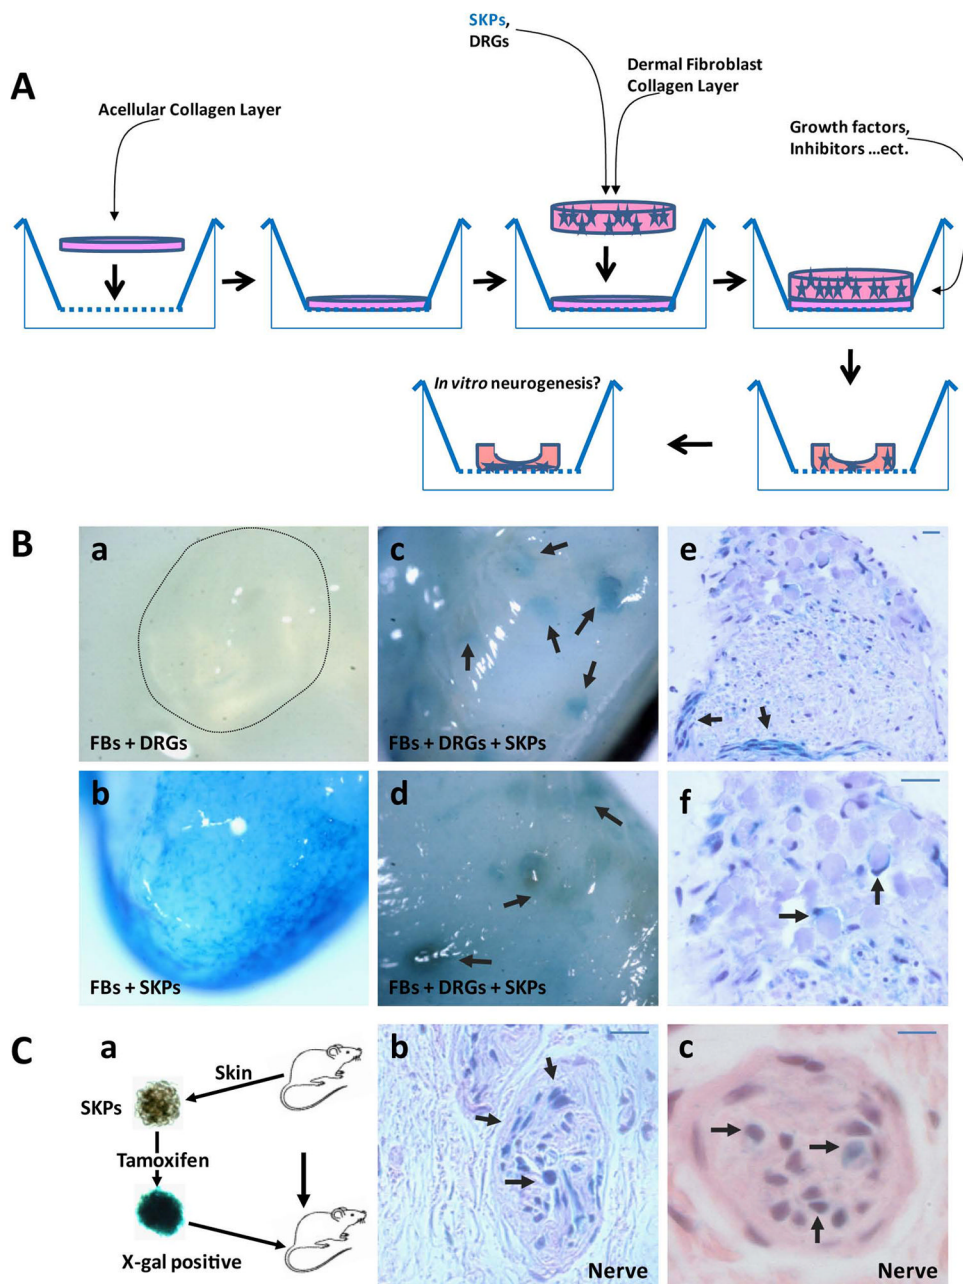 A
Acellular Collagen Layer
SKPs,
DRGs
Dermal Fibroblast
Collagen Layer
Growth factors,
Inhibitors ...ect.
In vitro neurogenesis?
B
a
FBs + DRGs
c
FBs + DRGs + SKPs
e
b
FBs + SKPs
d
FBs + DRGs + SKPs
f
C
a
Skin
SKPs
Tamoxifen
X-gal positive
b
Nerve
c
Nerve